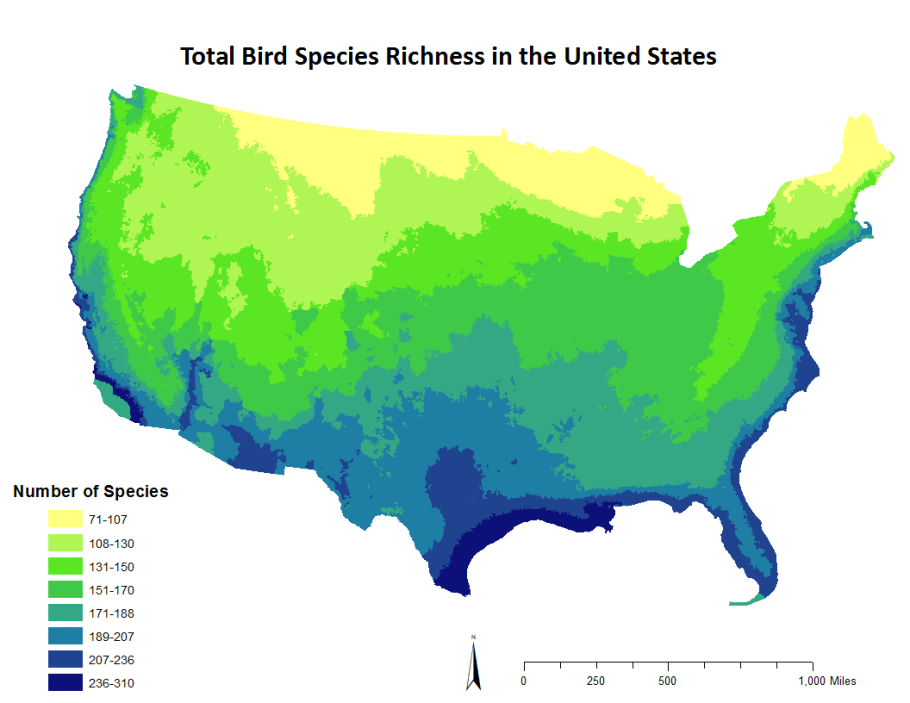 Total Bird Species Richness in the United States
Number of Species
71-107
108-130
131-150
151-170
171-188
189-207
207-236
236-310
N
0 250 500 1,000 Miles